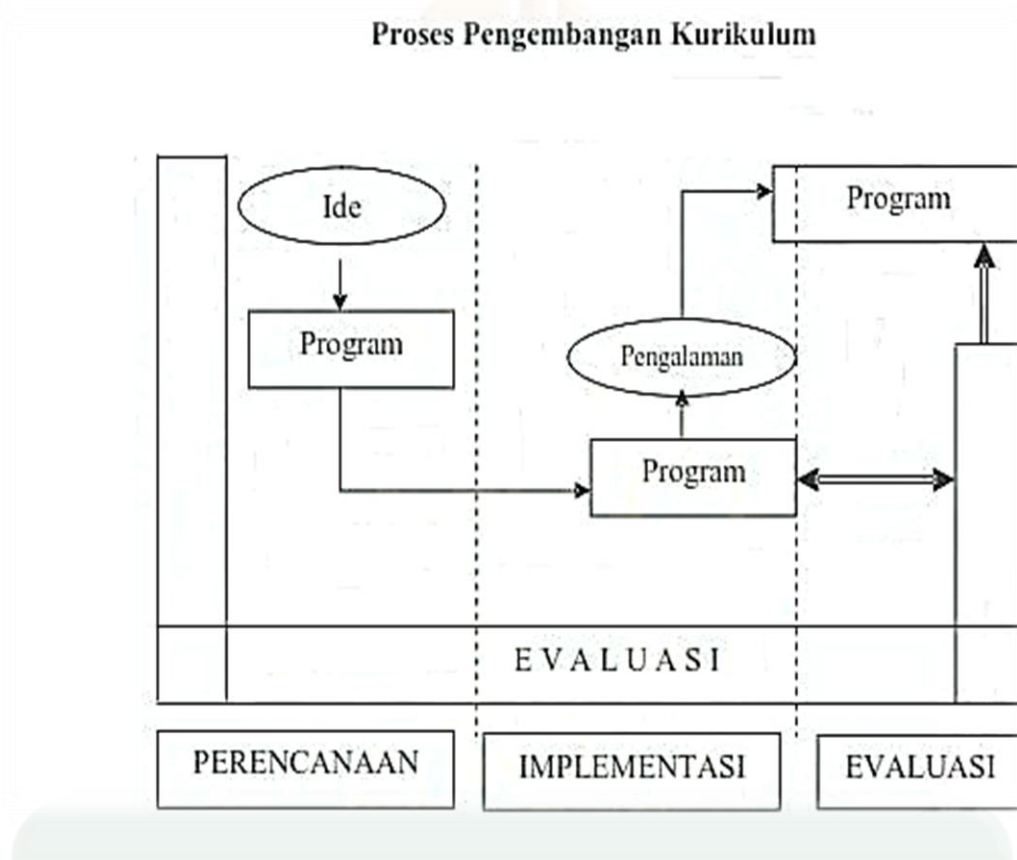 Proses Pengembangan Kurikulum
Ide
Program
Program
Pengalaman
Program
E V A L U A S I
PERENCANAAN
IMPLEMENTASI
EVALUASI